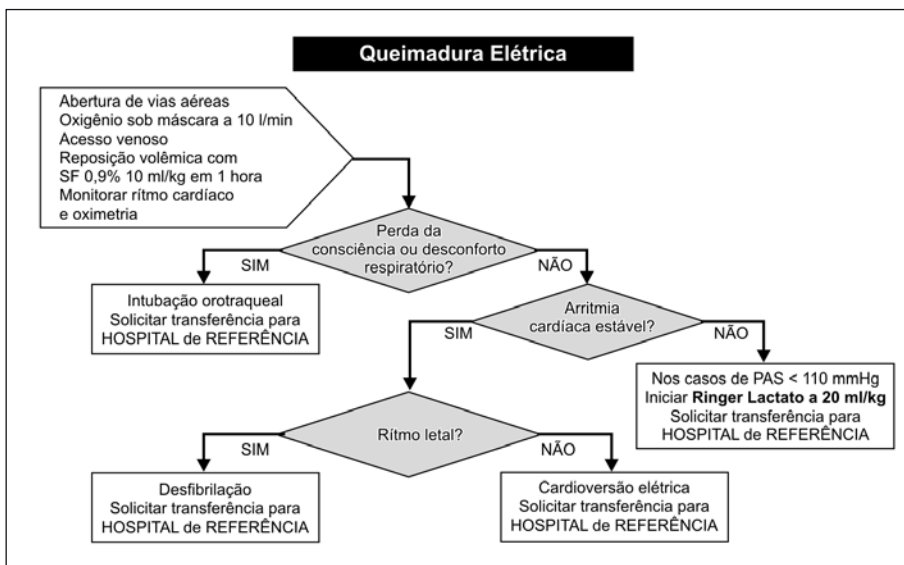 Queimadura Elétrica
Abertura de vias aéreas
Oxigênio sob máscara a 10 l/min
Acesso venoso
Reposição volêmica com
SF 0,9% 10 ml/kg em 1 hora
Monitorar rítmo cardíaco
e oximetria
Perda da
consciência ou desconforto
respiratório?
SIM
NÃO
Intubação orotraqueal
Solicitar transferência para
HOSPITAL de REFERÊNCIA
Arritmia
cardíaca estável?
SIM
NÃO
Nos casos de PAS < 110 mmHg
Iniciar Ringer Lactato a 20 ml/kg
Solicitar transferência para
HOSPITAL de REFERÊNCIA
Rítmo letal?
SIM
NÃO
Desfibrilação
Solicitar transferência para
HOSPITAL de REFERÊNCIA
Cardioversão elétrica
Solicitar transferência para
HOSPITAL de REFERÊNCIA